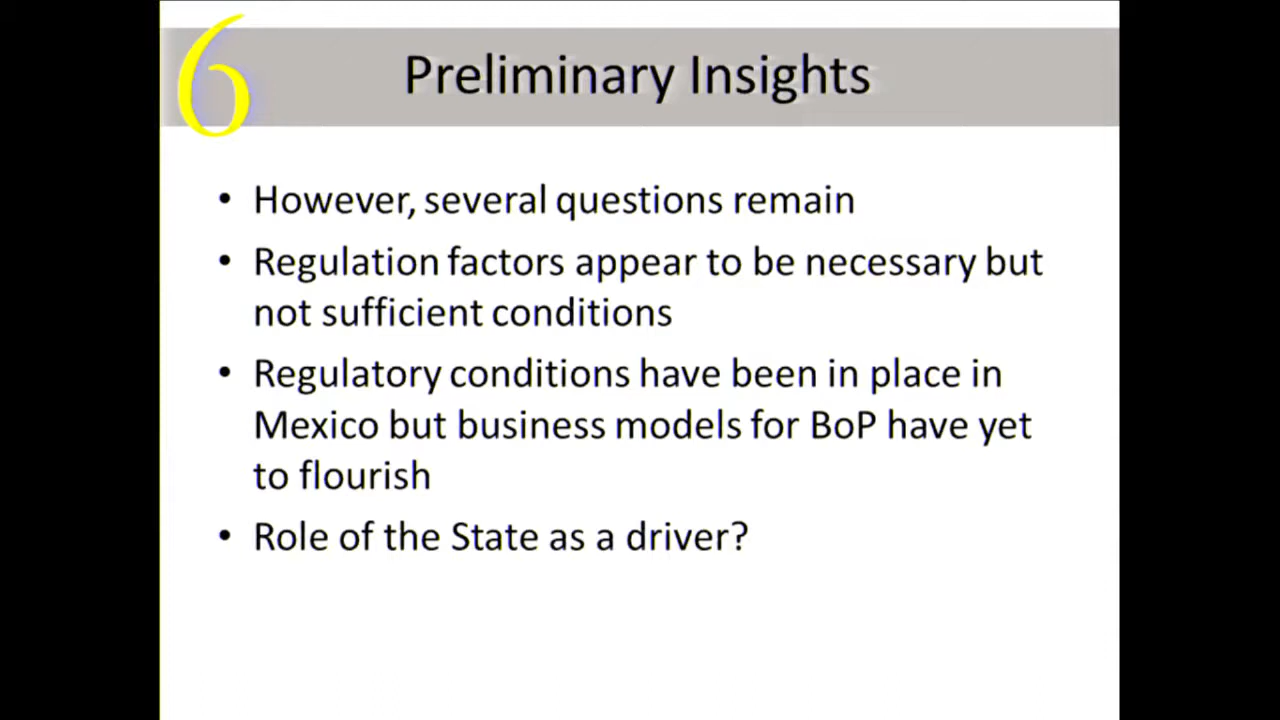 6
Preliminary Insights
• However, several questions remain
• Regulation factors appear to be necessary but
not sufficient conditions
• Regulatory conditions have been in place in
Mexico but business models for BoP have yet
to flourish
• Role of the State as a driver?